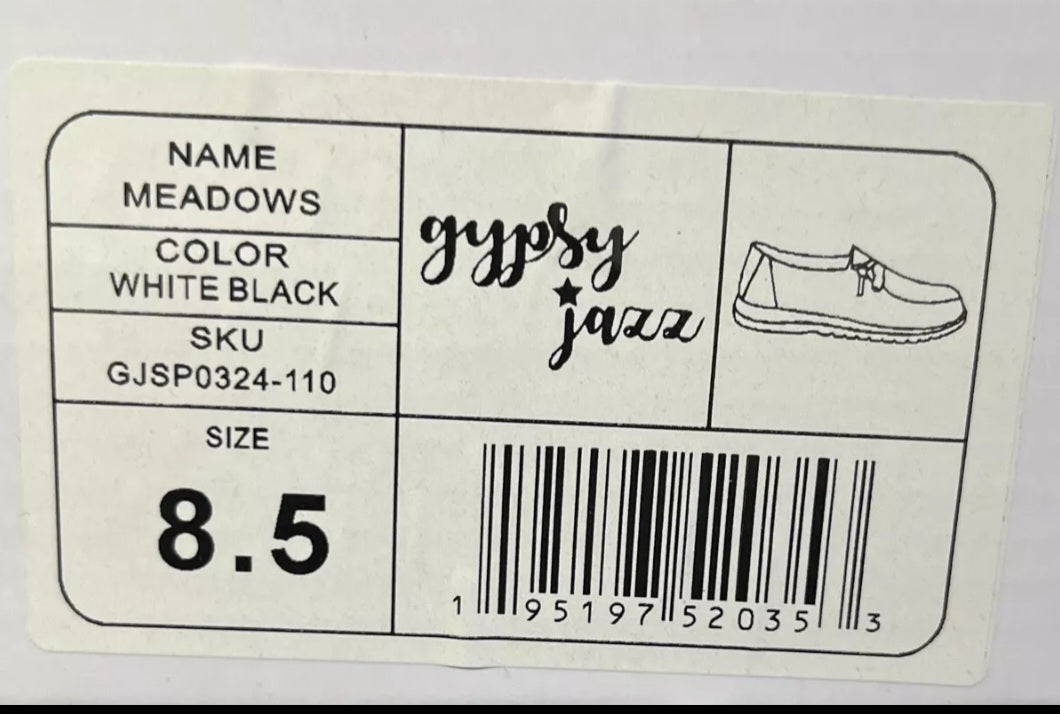 NAME
MEADOWS
COLOR
WHITE BLACK
SKU
GJSP0324-110
SIZE
8.5
gypsy
jazz
1 95197 52035 3